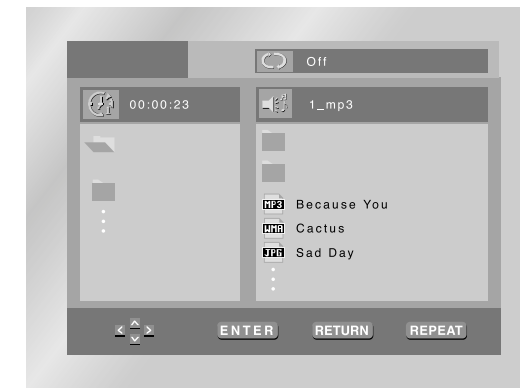 Off
00:00:23
1_mp3
MP3 Because You
WMA Cactus
JPG Sad Day
ENTER RETURN REPEAT